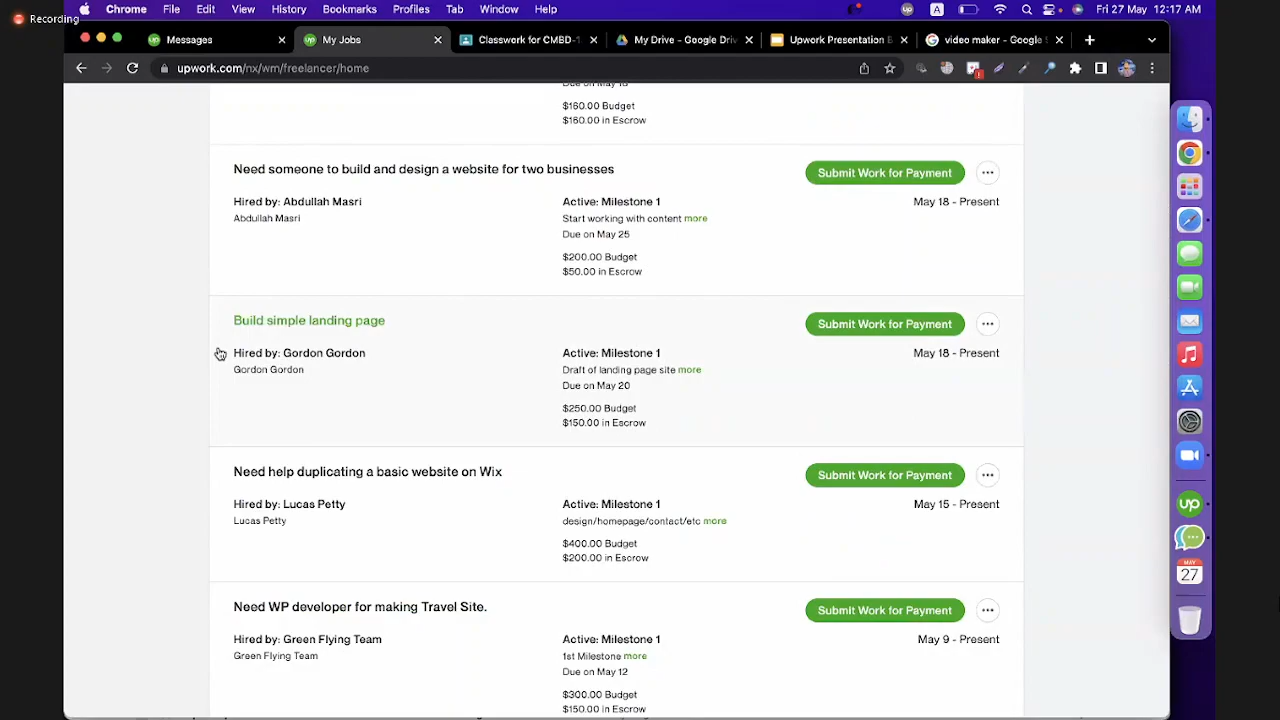 Recording
Chrome File Edit View History Bookmarks Profiles Tab Window Help
A
Fri 27 May 12:17 AM
Messages
My Jobs
Classwork for CMBD-1
My Drive - Google Driv
Upwork Presentation B
video maker - Google S
upwork.com/nx/wm/freelancer/home
$160.00 Budget
$160.00 in Escrow
Need someone to build and design a website for two businesses
Submit Work for Payment
Hired by: Abdullah Masri
Abdullah Masri
Active: Milestone 1
Start working with content more
Due on May 25
$200.00 Budget
$50.00 in Escrow
May 18 - Present
Build simple landing page
Submit Work for Payment
Hired by: Gordon Gordon
Gordon Gordon
Active: Milestone 1
Draft of landing page site more
Due on May 20
$250.00 Budget
$150.00 in Escrow
May 18 - Present
Need help duplicating a basic website on Wix
Submit Work for Payment
Hired by: Lucas Petty
Lucas Petty
Active: Milestone 1
design/homepage/contact/etc more
$400.00 Budget
$200.00 in Escrow
May 15 - Present
Need WP developer for making Travel Site.
Submit Work for Payment
Hired by: Green Flying Team
Green Flying Team
Active: Milestone 1
1st Milestone more
Due on May 12
$300.00 Budget
$150.00 in Escrow
May 9 - Present
up
MAY
27